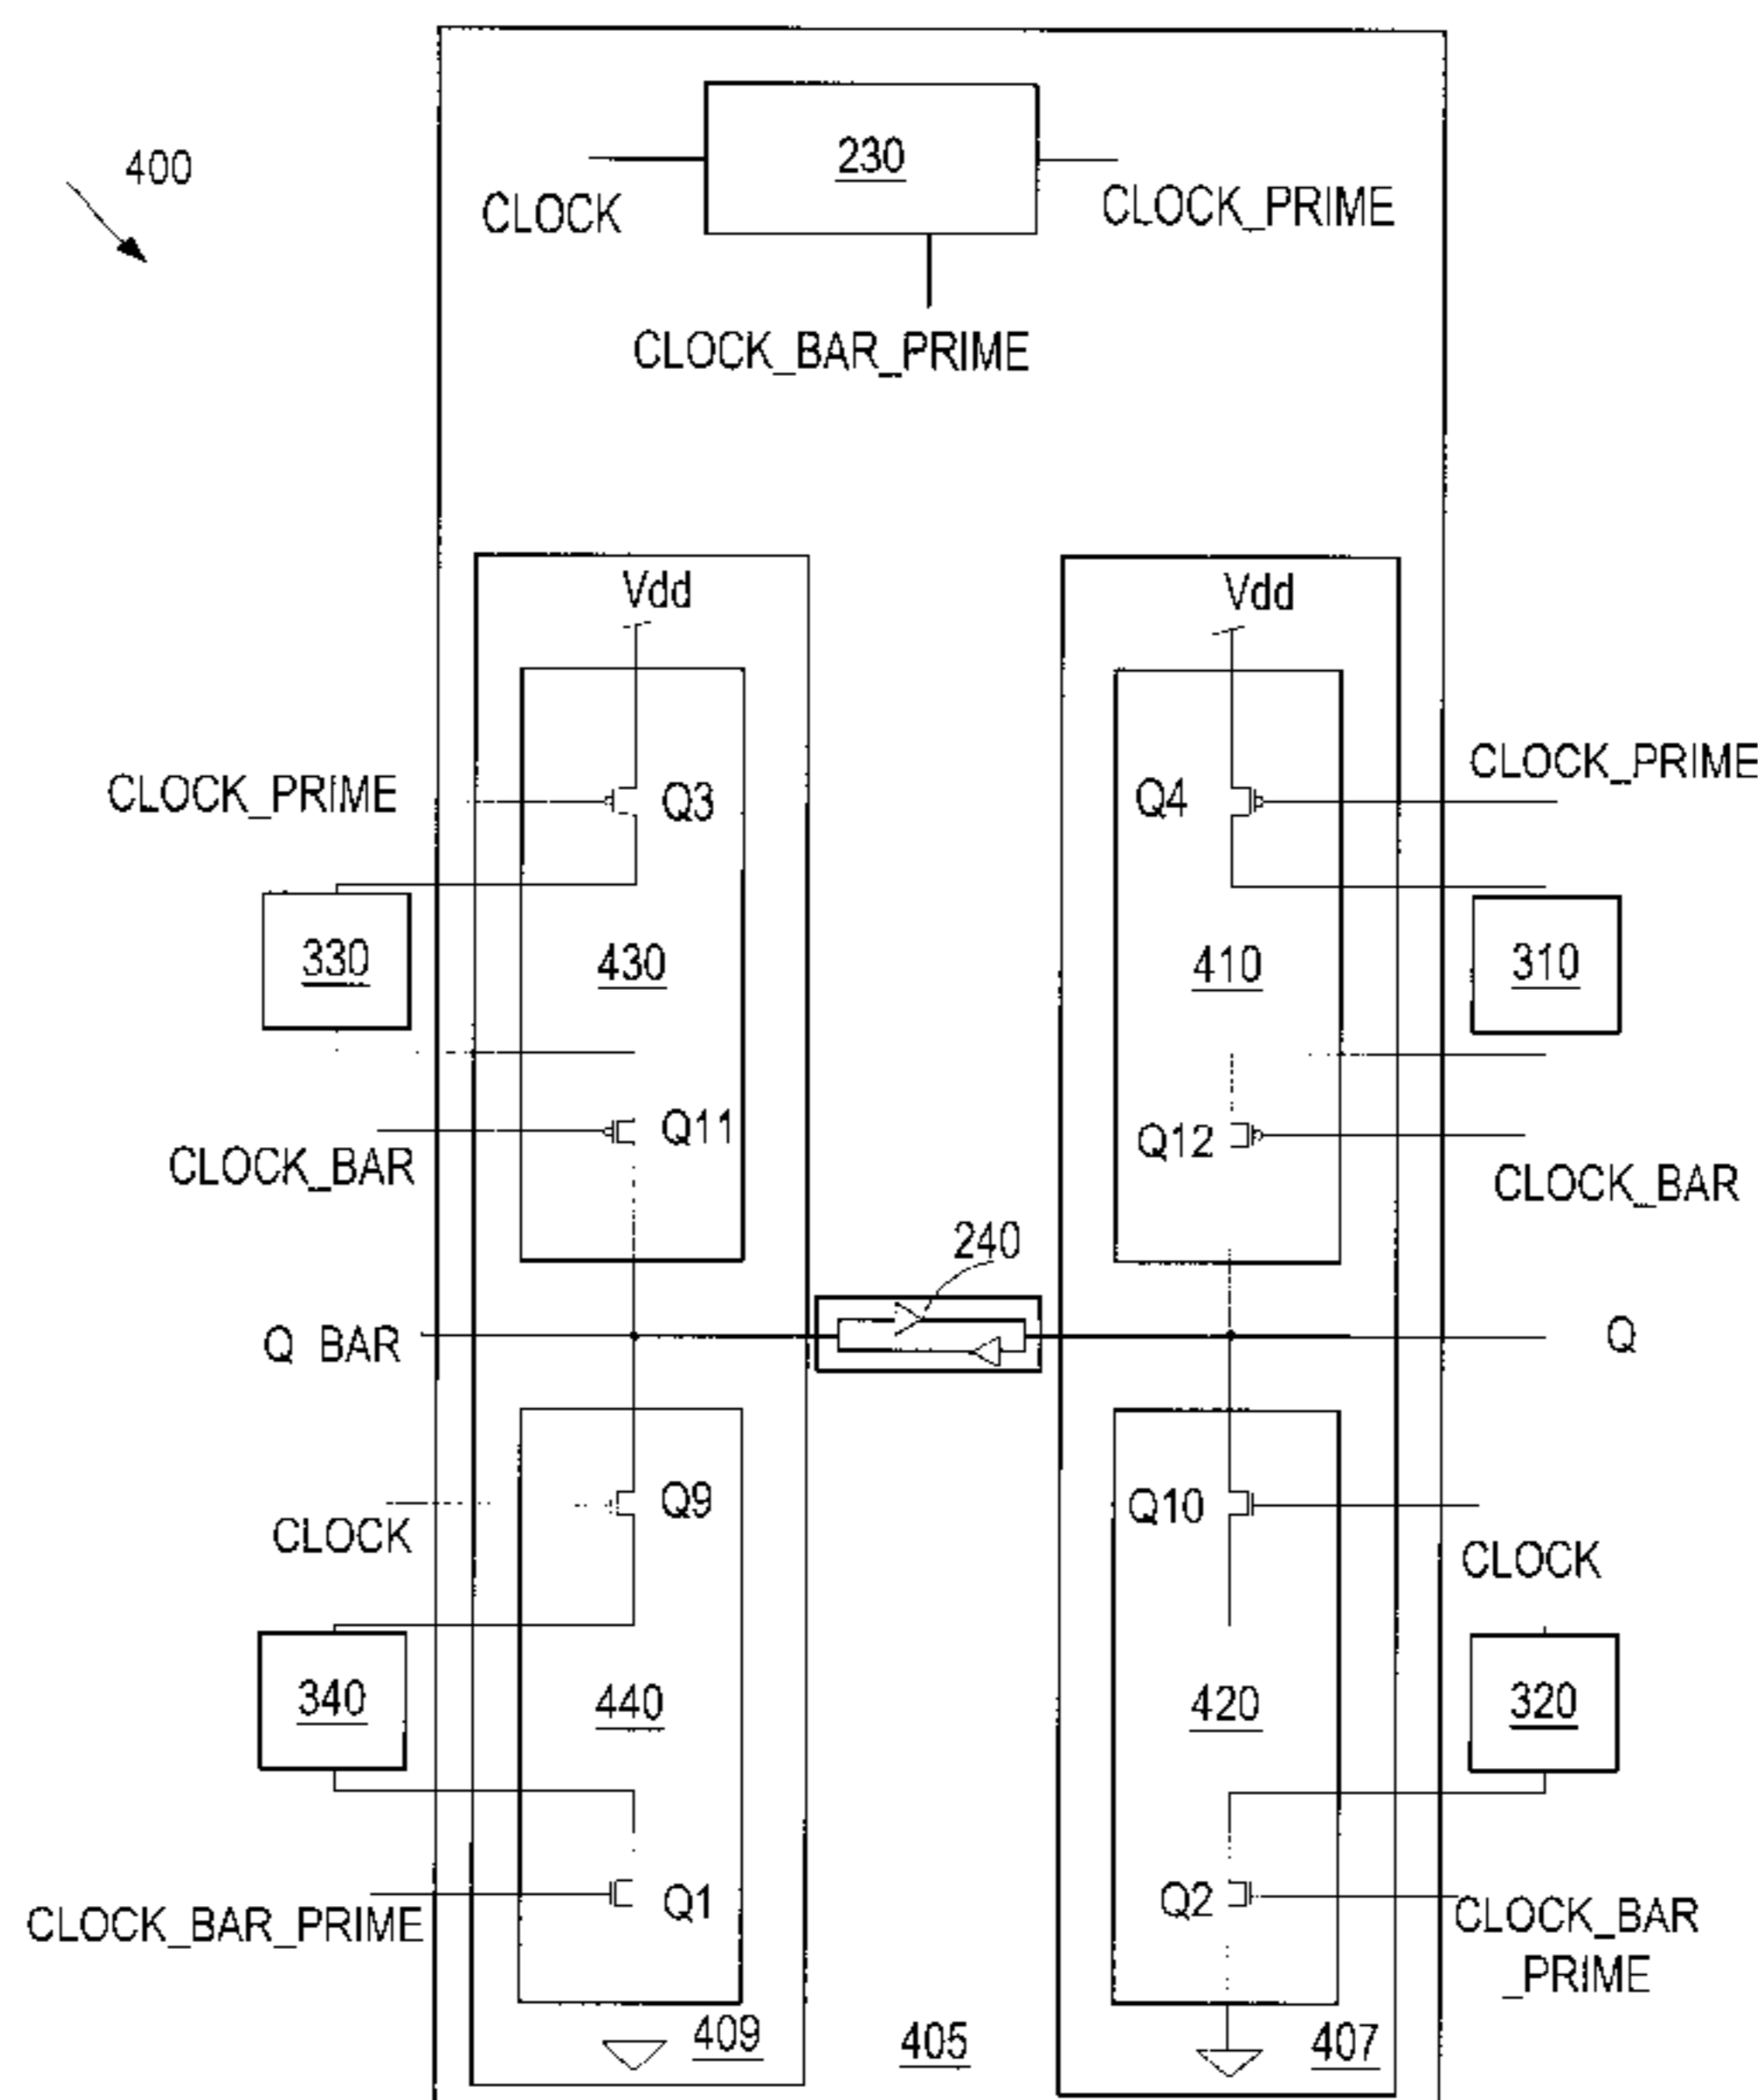 400
230
CLOCK
CLOCK_PRIME
CLOCK_BAR_PRIME
Vdd
Vdd
CLOCK_PRIME
Q3
Q4
CLOCK_PRIME
330
430
410
310
CLOCK_BAR
Q11
Q12
CLOCK_BAR
240
Q BAR
Q
CLOCK
Q9
Q10
CLOCK
340
440
420
320
CLOCK_BAR_PRIME
Q1
Q2
CLOCK_BAR
_PRIME
409
405
407